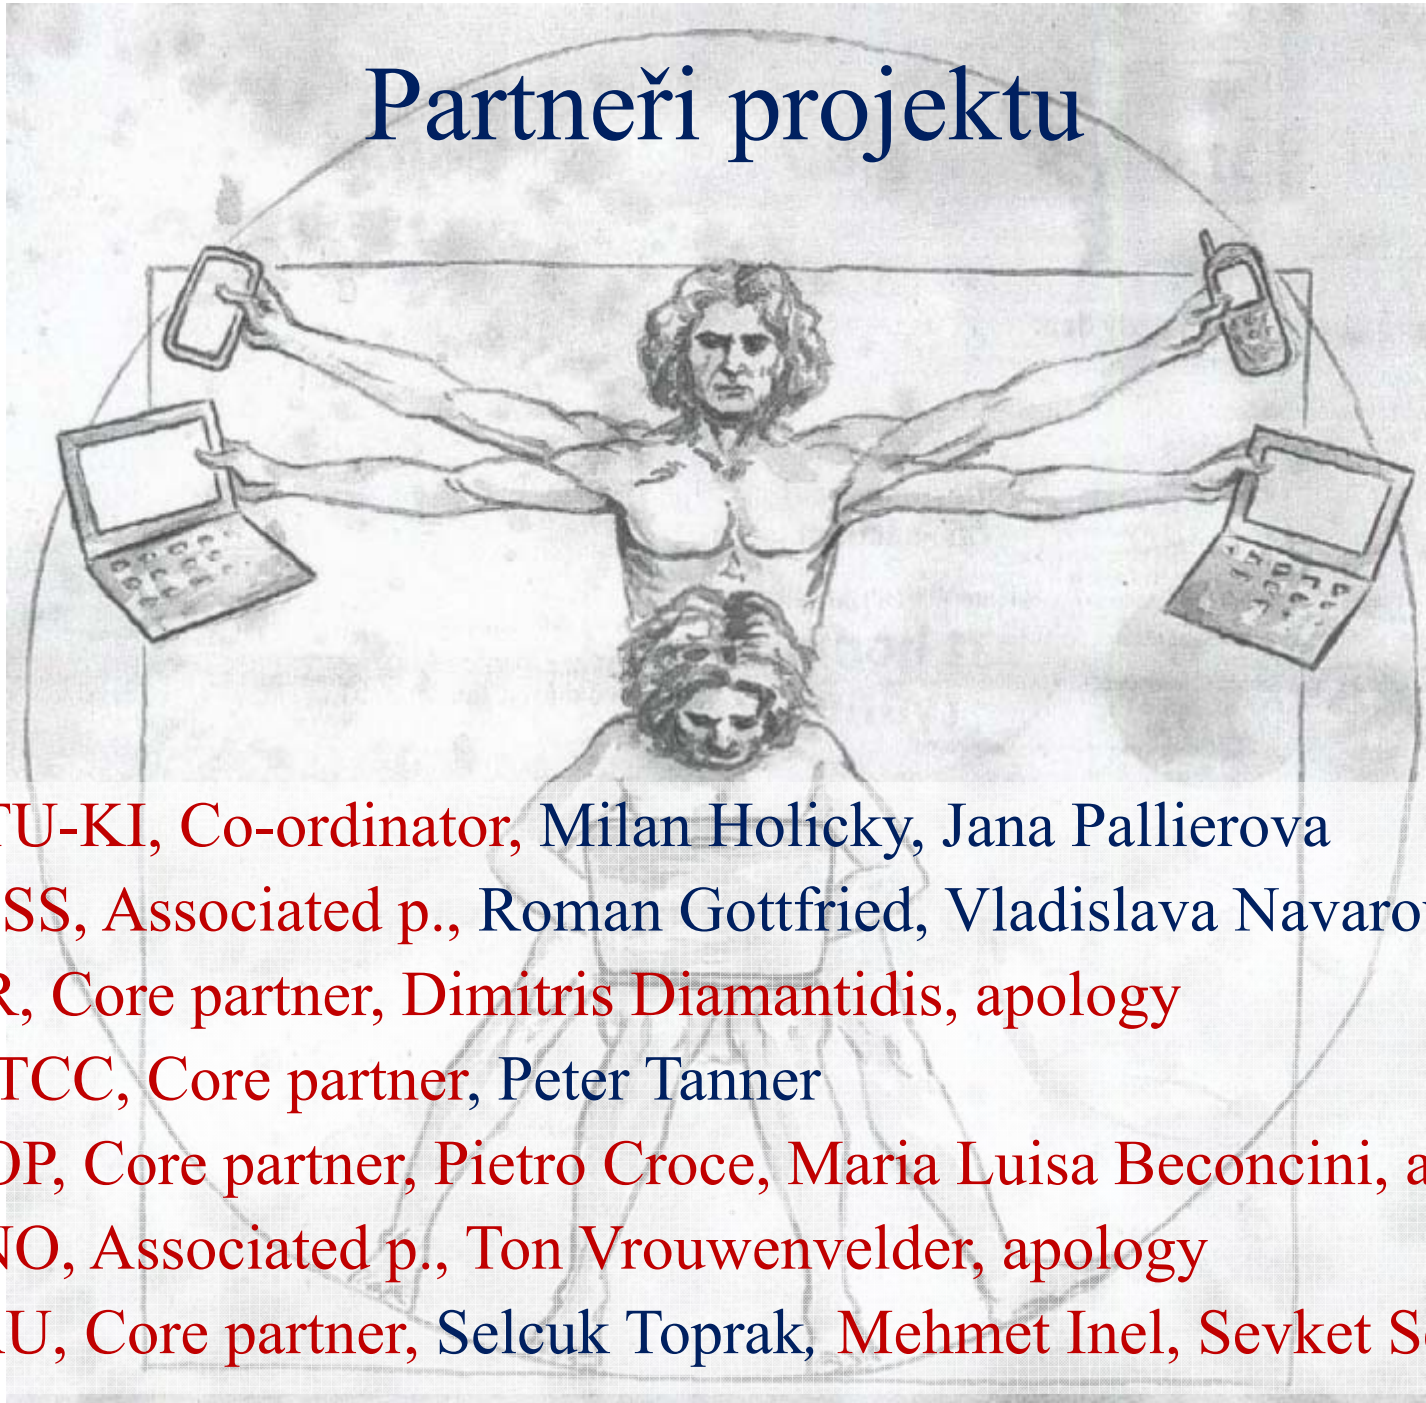 Partneři projektu
TU-KI, Co-ordinator, Milan Holicky, Jana Pallierova
SS, Associated p., Roman Gottfried, Vladislava
R, Core partner, Dimitris Diamantidis, apology
TCC, Core partner, Peter Tanner
OP, Core partner, Pietro Croce, Maria Luisa Beconcini,
NO, Associated p., Ton Vrouwenvelder, apology
U, Core partner, Selcuk Toprak, Mehmet Inel, Sevket